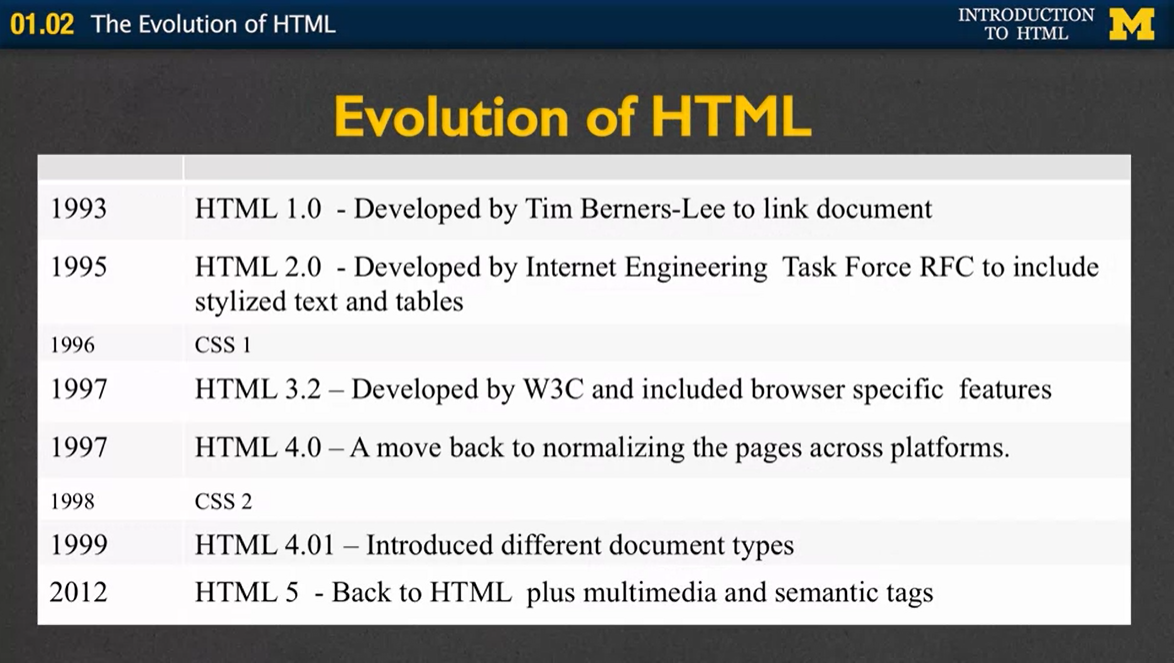 01.02 The Evolution of HTML
INTRODUCTION
TO HTML
M
Evolution of HTML
1993 HTML 1.0 - Developed by Tim Berners-Lee to link document
1995 HTML 2.0 - Developed by Internet Engineering Task Force RFC to include
stylized text and tables
1996 CSS 1
1997 HTML 3.2 – Developed by W3C and included browser specific features
1997 HTML 4.0 – A move back to normalizing the pages across platforms.
1998 CSS 2
1999 HTML 4.01 – Introduced different document types
2012 HTML 5 - Back to HTML plus multimedia and semantic tags